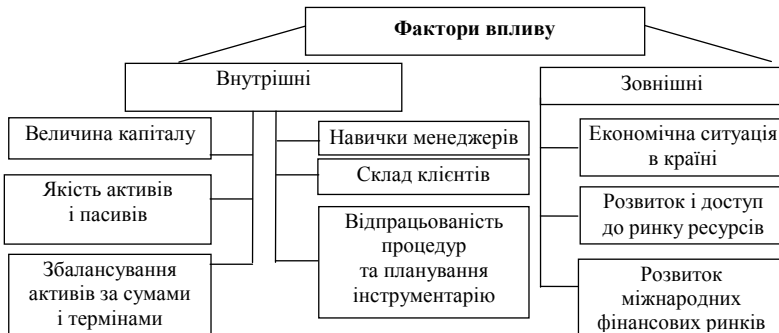 Фактори впливу
Внутрішні
Зовнішні
Величина капіталу
Якість активів
і пасивів
Збалансування
активів за сумами
і термінами
Навички менеджерів
Склад клієнтів
Відпрацьованість
процедур
та планування
інструментарію
Економічна ситуація
в країні
Розвиток і доступ
до ринку ресурсів
Розвиток
міжнародних
фінансових ринків